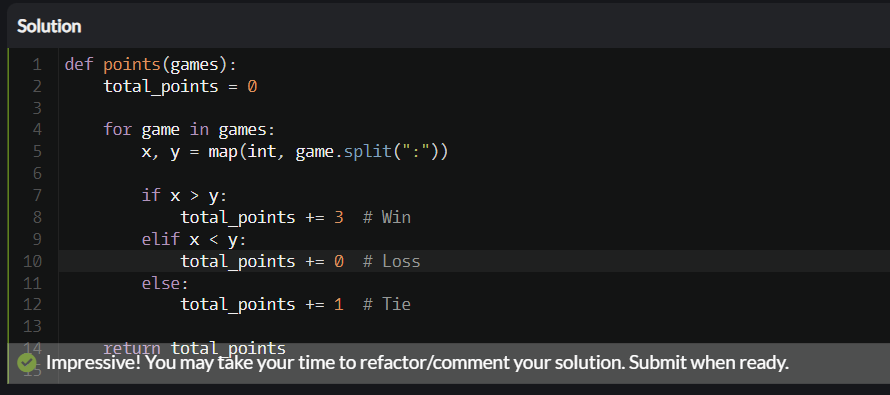 Solution
1 def points(games):
2     total_points = 0
3
4     for game in games:
5         x, y = map(int, game.split(":"))
6
7         if x > y:
8             total_points += 3  # Win
9         elif x < y:
10             total_points += 0  # Loss
11         else:
12             total_points += 1  # Tie
13
14     return total_points
Impressive! You may take your time to refactor/comment your solution. Submit when ready.
15